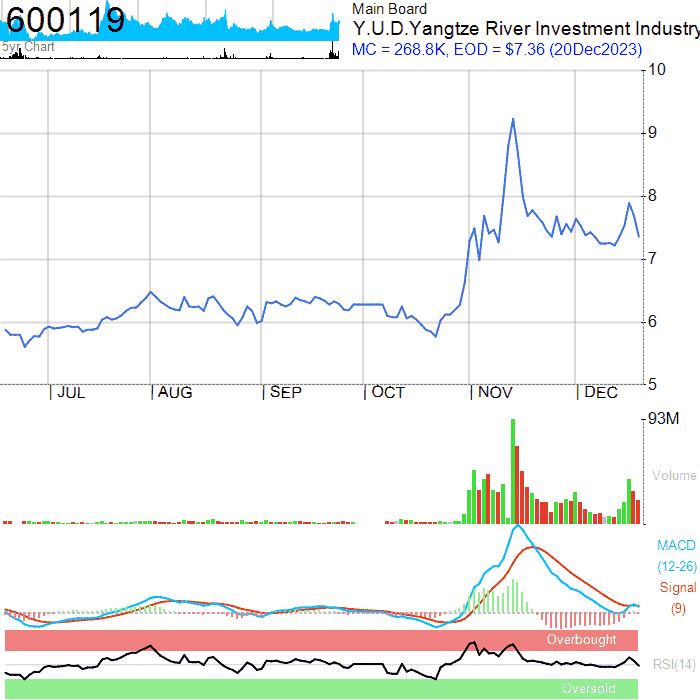 600119
5yr Chart
Main Board
Y.U.D.Yangtze River Investment Industry
MC = 268.8K, EOD = $7.36 (20Dec2023)
10
9
8
7
6
5
JUL
AUG
SEP
OCT
NOV
DEC
93M
Volume
MACD
(12-26)
Signal
(9)
Overbought
RSI(14)
Oversold